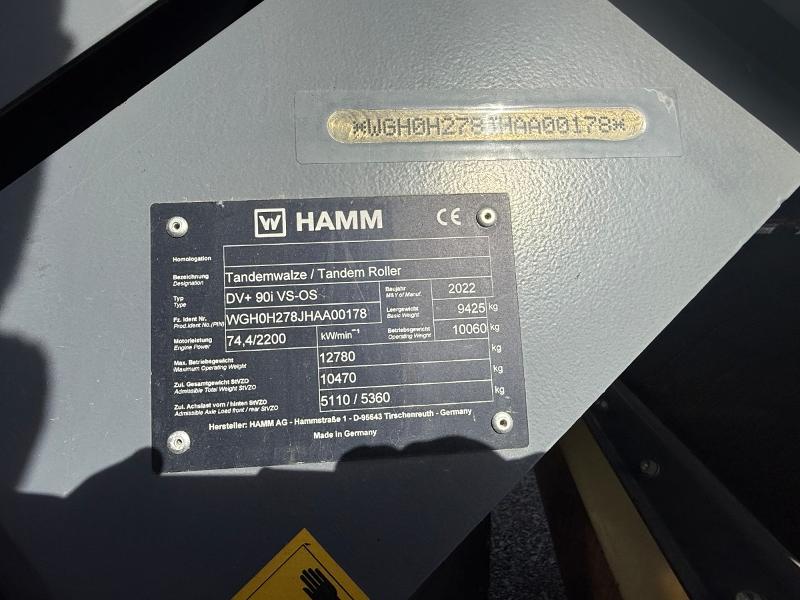 *WGH0H278JHAA00178*
HAMM CE
Homologation
Bezeichnung
Designation
Tandemwalze / Tandem Roller
Typ
Type
DV+ 90i VS-OS
Baujahr
M&Y of Manuf.
2022
Fz. Ident Nr.
Prod.Ident No.(PIN)
WGH0H278JHAA00178
Leergewicht
Basic Weight
9425 kg
Motorleistung
Engine Power
74,4/2200 kW/min⁻¹
Betriebsgewicht
Operating Weight
10060 kg
Max. Betriebsgewicht
Maximum Operating Weight
12780 kg
Zul. Gesamtgewicht StVZO
Admissible Total Weight StVZO
10470 kg
Zul. Achslast vorn / hinten StVZO
Admissible Axle Load front / rear StVZO
5110 / 5360 kg
Hersteller: HAMM AG - Hammstraße 1 - D-95643 Tirschenreuth - Germany
Made in Germany